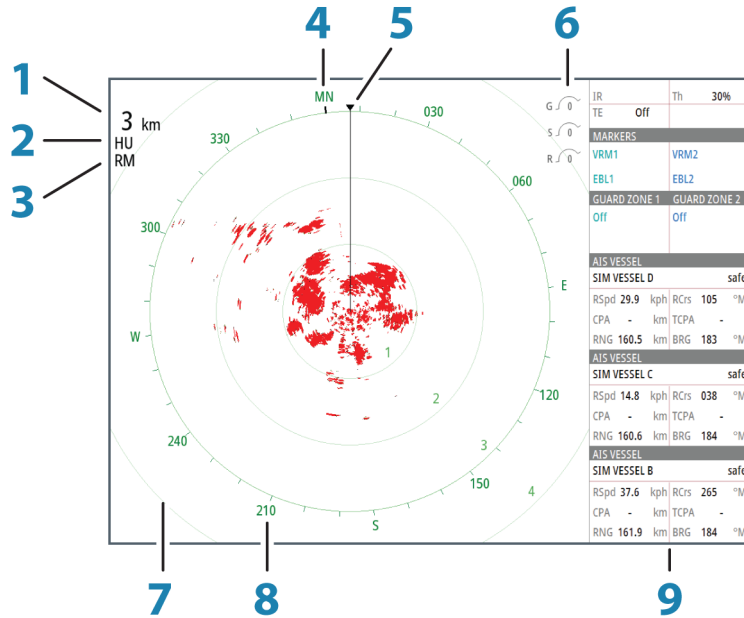 4 5 6
1
2
3
3 km
HU
RM
MN
030
060
E
120
150
S
210
240
W
300
330
1
2
3
4
G 0
S 0
R 0
IR Th 30%
TE Off
MARKERS
VRM1 VRM2
EBL1 EBL2
GUARD ZONE 1 GUARD ZONE 2
Off Off
AIS VESSEL
SIM VESSEL D safe
RSpd 29.9 kph RCrs 105 °M
CPA - km TCPA -
RNG 160.5 km BRG 183 °M
AIS VESSEL
SIM VESSEL C safe
RSpd 14.8 kph RCrs 038 °M
CPA - km TCPA -
RNG 160.6 km BRG 184 °M
AIS VESSEL
SIM VESSEL B safe
RSpd 37.6 kph RCrs 265 °M
CPA - km TCPA -
RNG 161.9 km BRG 184 °M
7 8 9